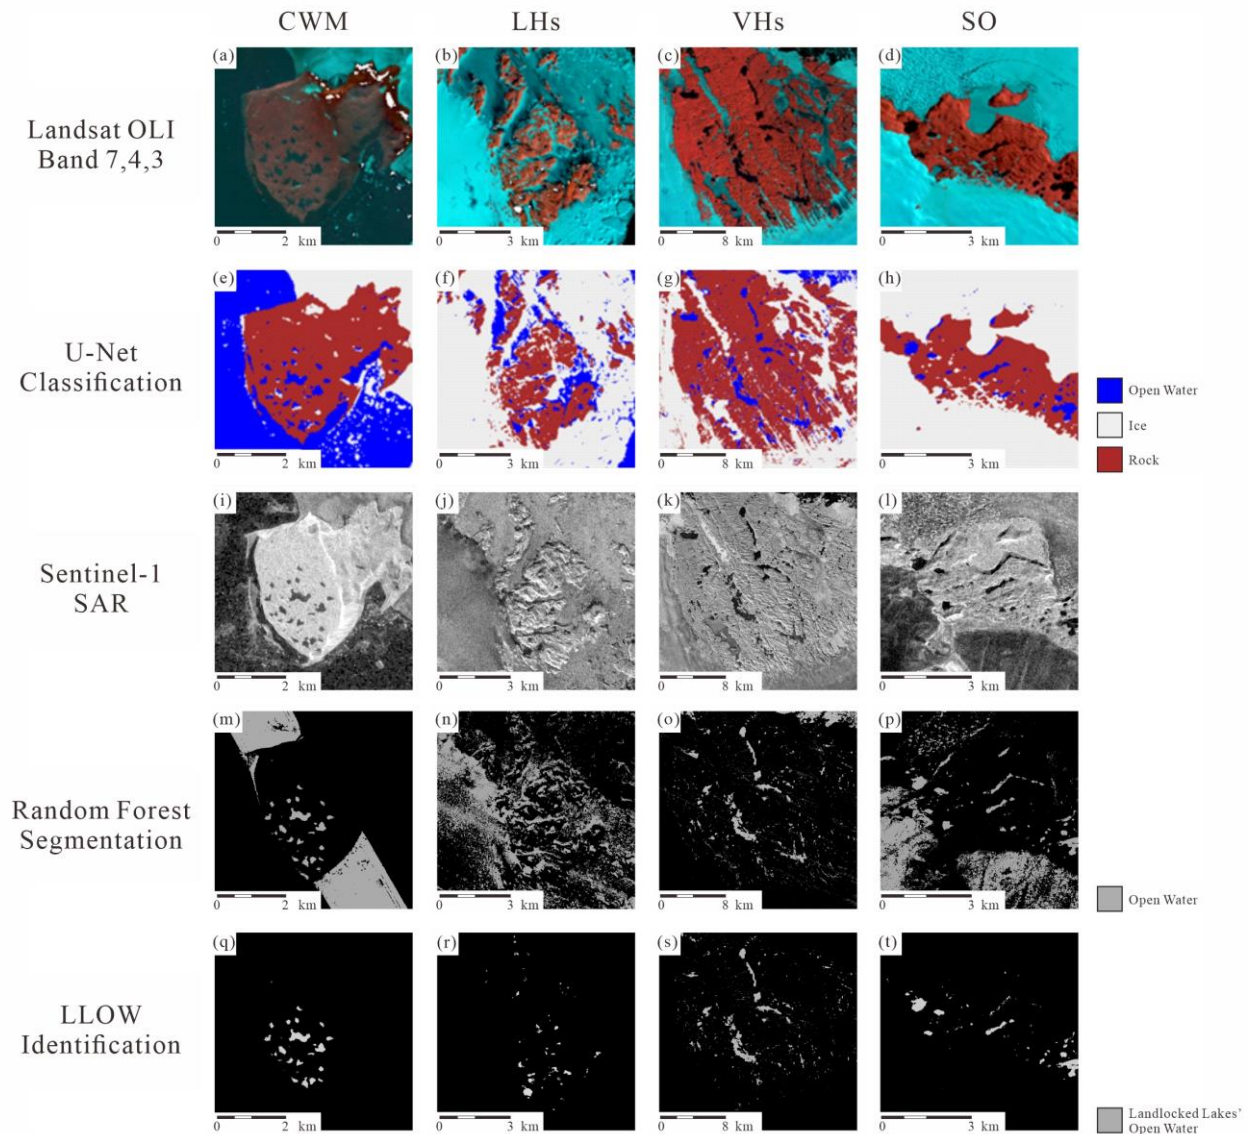 CWM LHs VHs SO
(a) (b) (c) (d)
Landsat OLI
Band 7,4,3
0 2 km 0 3 km 0 8 km 0 3 km
(e) (f) (g) (h)
U-Net
Classification
Open Water
Ice
Rock
0 2 km 0 3 km 0 8 km 0 3 km
(i) (j) (k) (l)
Sentinel-1
SAR
0 2 km 0 3 km 0 8 km 0 3 km
(m) (n) (o) (p)
Random Forest
Segmentation
Open Water
0 2 km 0 3 km 0 8 km 0 3 km
(q) (r) (s) (t)
LLOW
Identification
Landlocked Lakes'
Open Water
0 2 km 0 3 km 0 8 km 0 3 km